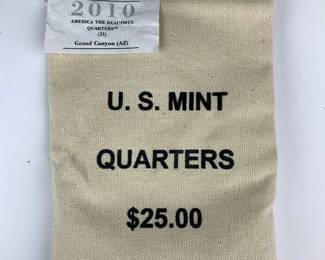 2010
AMERICA THE BEAUTIFUL
QUARTERS™
(D)
Grand Canyon (AZ)
U. S. MINT
QUARTERS
$25.00